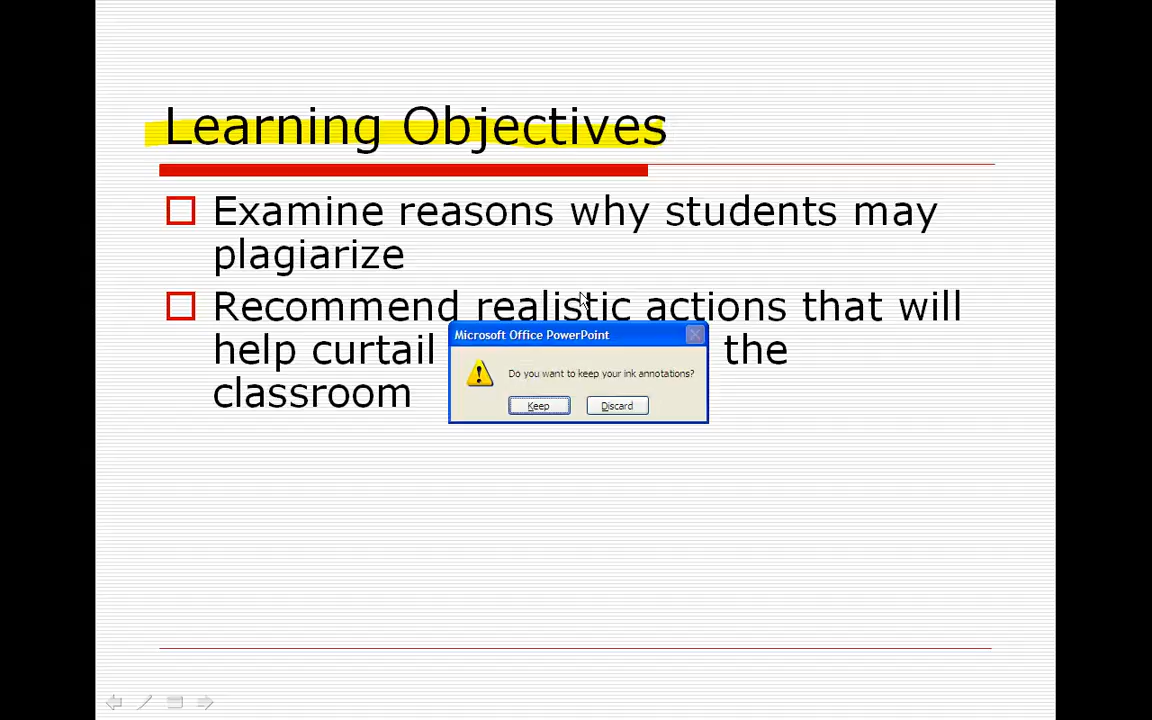 Learning Objectives
Examine reasons why students may
plagiarize
Recommend realistic actions that will
help curtail the
classroom
Microsoft Office PowerPoint
Do you want to keep your ink annotations?
Keep Discard